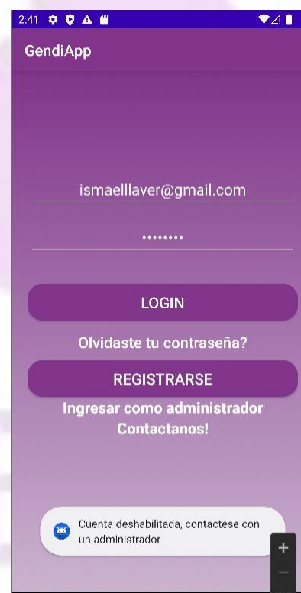 2:41
GendiApp
ismaelllaver@gmail.com
••••••••
LOGIN
Olvidaste tu contraseña?
REGISTRARSE
Ingresar como administrador
Contactanos!
Cuenta deshabilitada, contactese con
un administrador